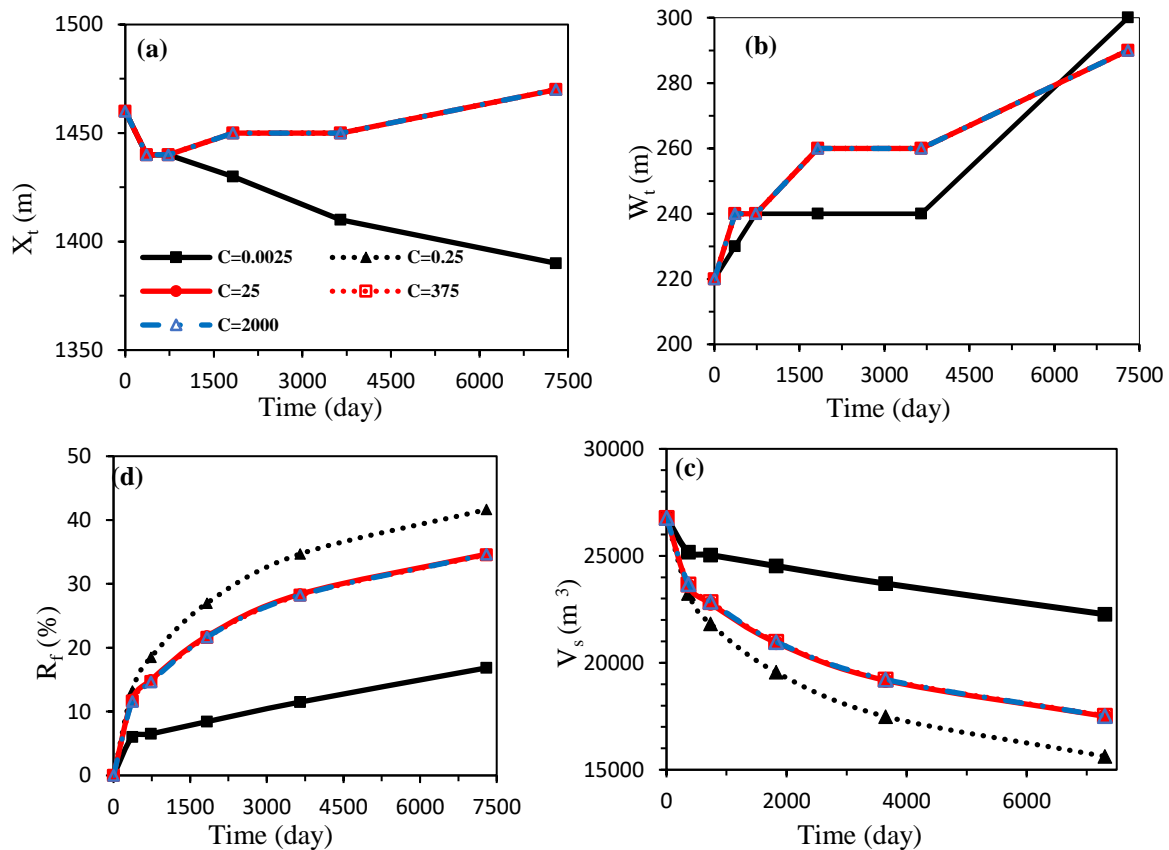 (a)
X_t (m)
1500
1450
1400
1350
C=0.0025
C=0.25
C=25
C=375
C=2000
0 1500 3000 4500 6000 7500
Time (day)
(b)
W_t (m)
300
280
260
240
220
200
0 1500 3000 4500 6000 7500
Time (day)
(d)
R_f (%)
50
40
30
20
10
0
0 1500 3000 4500 6000 7500
Time (day)
(c)
V_s (m ³)
30000
25000
20000
15000
0 2000 4000 6000
Time (day)